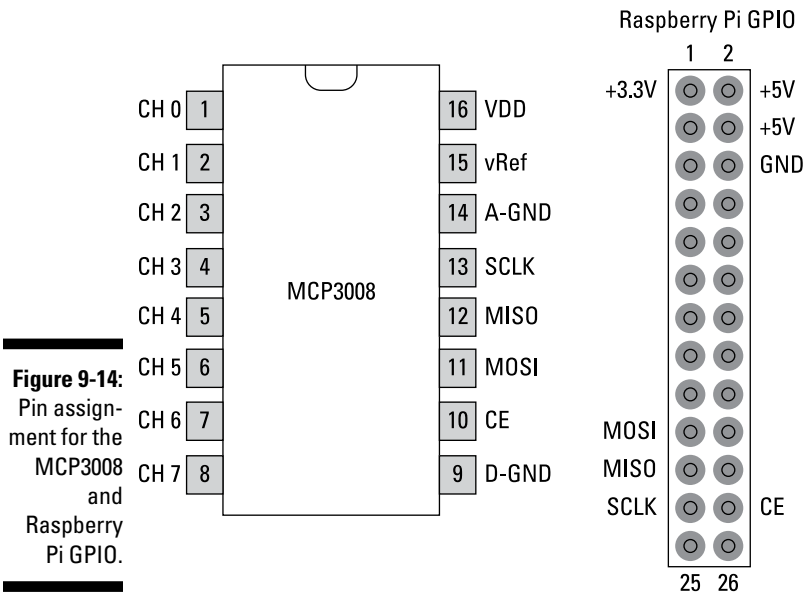 Raspberry Pi GPIO
1 2
+3.3V +5V
+5V
GND
MOSI
MISO
SCLK CE
25 26
CH 0 1 16 VDD
CH 1 2 15 vRef
CH 2 3 14 A-GND
CH 3 4 13 SCLK
MCP3008
CH 4 5 12 MISO
CH 5 6 11 MOSI
CH 6 7 10 CE
CH 7 8 9 D-GND
Figure 9-14:
Pin assign-
ment for the
MCP3008
and
Raspberry
Pi GPIO.